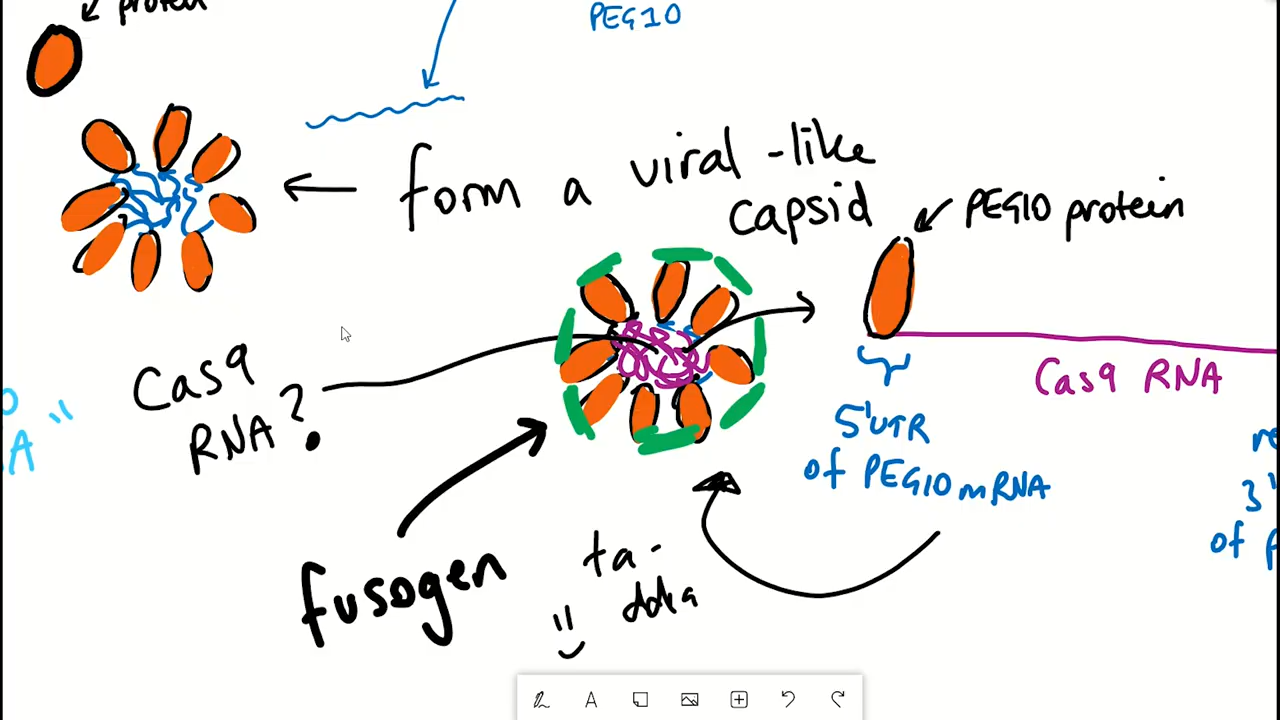 protein
PEG10
form a viral-like
capsid
PEG10 protein
Cas9
RNA?
Cas9 RNA
5'UTR
of PEG10 mRNA
3'
of
fusogen
ta-
dda